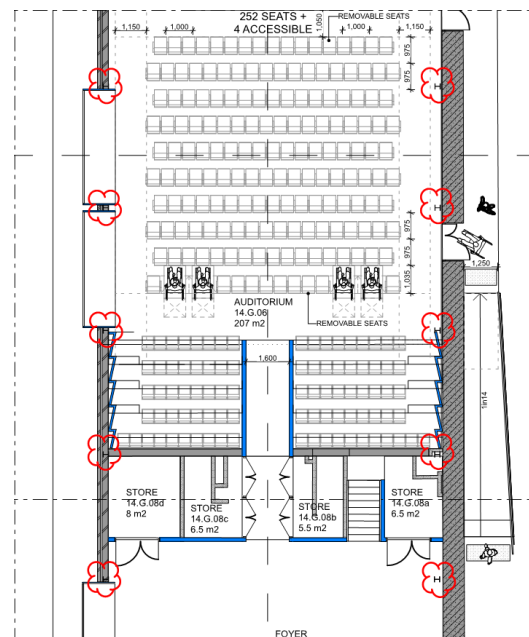 252 SEATS +
4 ACCESSIBLE
1,050
REMOVABLE SEATS
1,150
1,000
1,000
1,150
975
975
975
975
1,035
1,250
AUDITORIUM
14.G.06
207 m2
REMOVABLE SEATS
1,600
1in14
STORE
14.G.08d
8 m2
STORE
14.G.08c
6.5 m2
STORE
14.G.08b
5.5 m2
STORE
14.G.08a
6.5 m2
FOYER